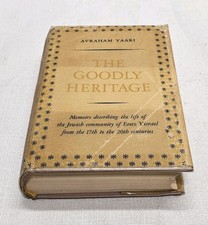 AVRAHAM YAARI
THE
GOODLY
HERITAGE
Memoirs describing the life of
the Jewish community of Eretz Yisrael
from the 17th to the 20th centuries